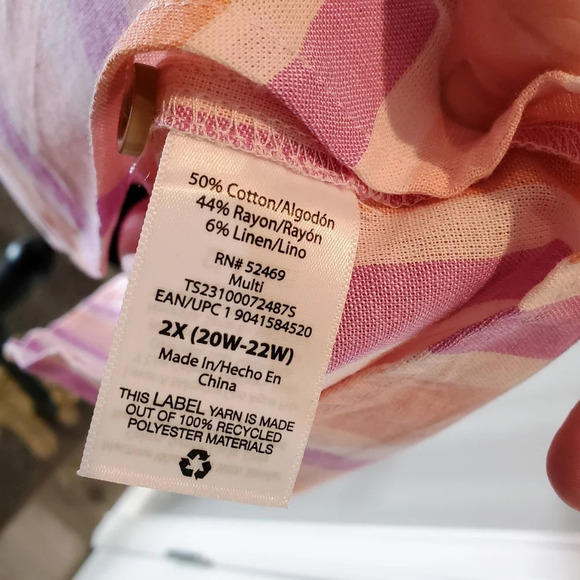 50% Cotton/Algodón
44% Rayon/Rayón
6% Linen/Lino
RN# 52469
Multi
TS23100072487S
EAN/UPC 1 9041584520
2X (20W-22W)
Made In/Hecho En
China
THIS LABEL YARN IS MADE
OUT OF 100% RECYCLED
POLYESTER MATERIALS